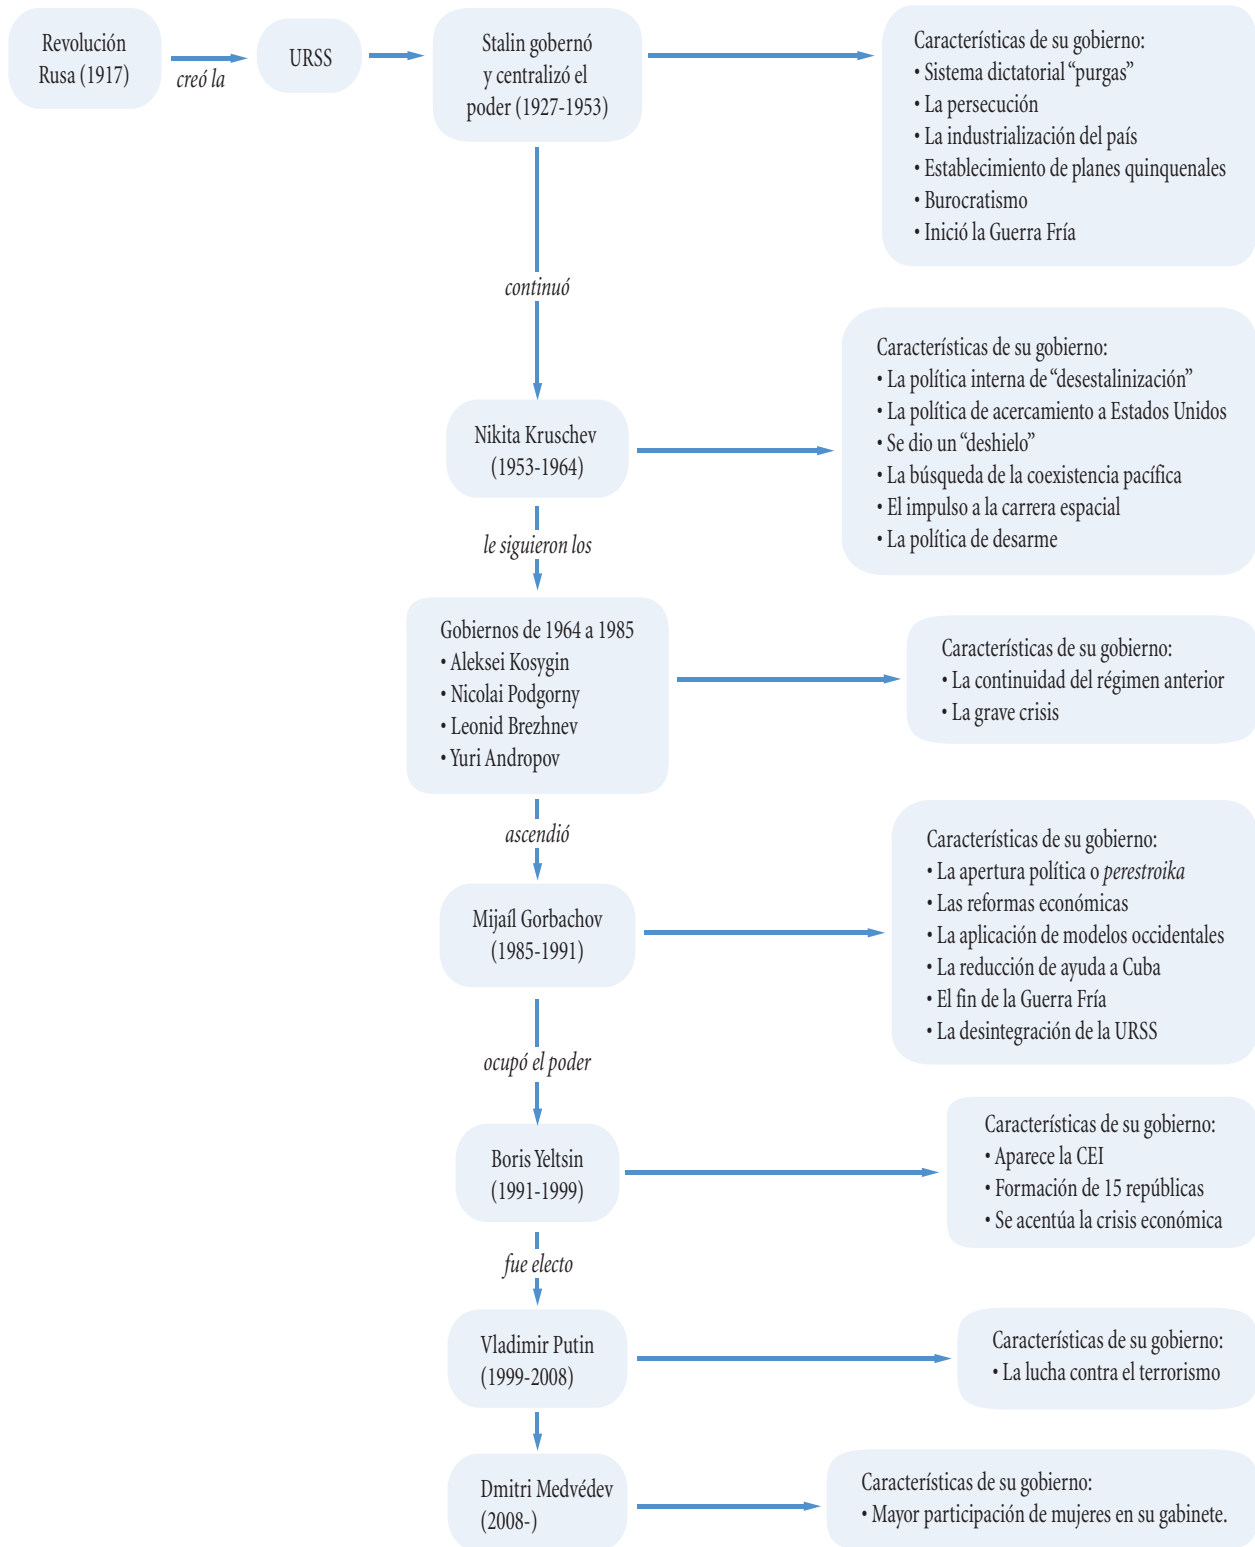 Revolución
Rusa (1917)
creó la
URSS
Stalin gobernó
y centralizó el
poder (1927-1953)
Características de su gobierno:
• Sistema dictatorial “purgas”
• La persecución
• La industrialización del país
• Establecimiento de planes quinquenales
• Burocratismo
• Inició la Guerra Fría
continuó
Nikita Kruschev
(1953-1964)
Características de su gobierno:
• La política interna de “desestalinización”
• La política de acercamiento a Estados Unidos
• Se dio un “deshielo”
• La búsqueda de la coexistencia pacífica
• El impulso a la carrera espacial
• La política de desarme
le siguieron los
Gobiernos de 1964 a 1985
• Aleksei Kosygin
• Nicolai Podgorny
• Leonid Brezhnev
• Yuri Andropov
Características de su gobierno:
• La continuidad del régimen anterior
• La grave crisis
ascendió
Mijaíl Gorbachov
(1985-1991)
Características de su gobierno:
• La apertura política o perestroika
• Las reformas económicas
• La aplicación de modelos occidentales
• La reducción de ayuda a Cuba
• El fin de la Guerra Fría
• La desintegración de la URSS
ocupó el poder
Boris Yeltsin
(1991-1999)
Características de su gobierno:
• Aparece la CEI
• Formación de 15 repúblicas
• Se acentúa la crisis económica
fue electo
Vladimir Putin
(1999-2008)
Características de su gobierno:
• La lucha contra el terrorismo
Dmitri Medvédev
(2008-)
Características de su gobierno:
• Mayor participación de mujeres en su gabinete.